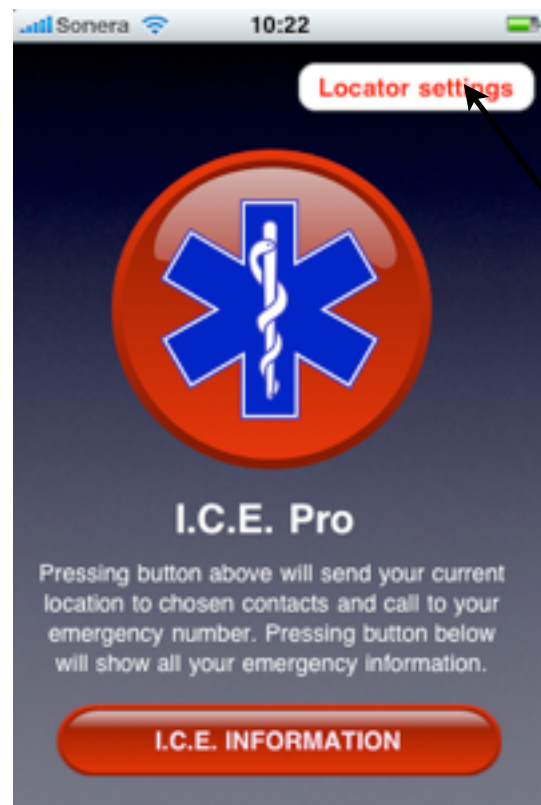 Sonera 10:22
Locator settings
I.C.E. Pro
Pressing button above will send your current
location to chosen contacts and call to your
emergency number. Pressing button below
will show all your emergency information.
I.C.E. INFORMATION